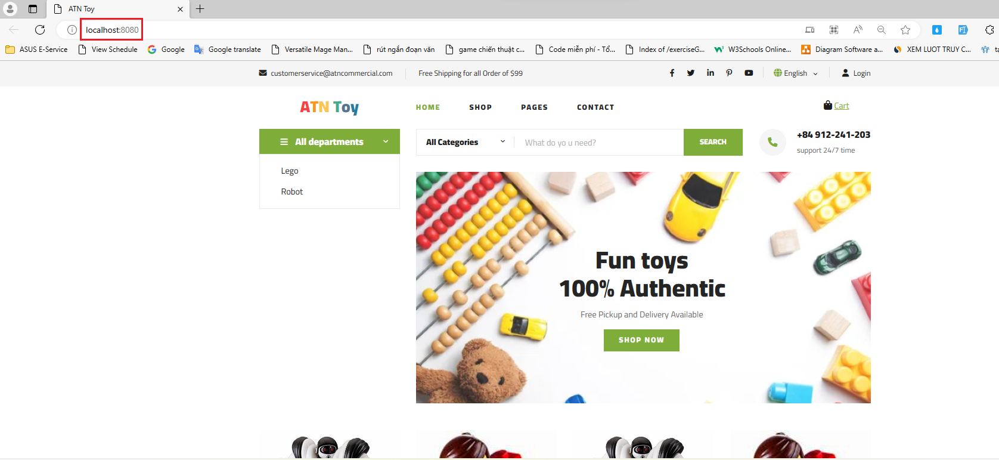 ATN Toy
localhost:8080
ASUS E-Service View Schedule Google Google translate Versatile Mage Man... rút ngắn đoạn văn game chiến thuật c... Code miễn phí - Tổ... Index of /exerciseG... W3Schools Online... Diagram Software a... XEM LUOT TRUY C... tạ
customerservice@atncommercial.com Free Shipping for all Order of $99 English Login
ATN Toy HOME SHOP PAGES CONTACT Cart
All departments All Categories What do yo u need? SEARCH +84 912-241-203
support 24/7 time
Lego
Robot
Fun toys
100% Authentic
Free Pickup and Delivery Available
SHOP NOW